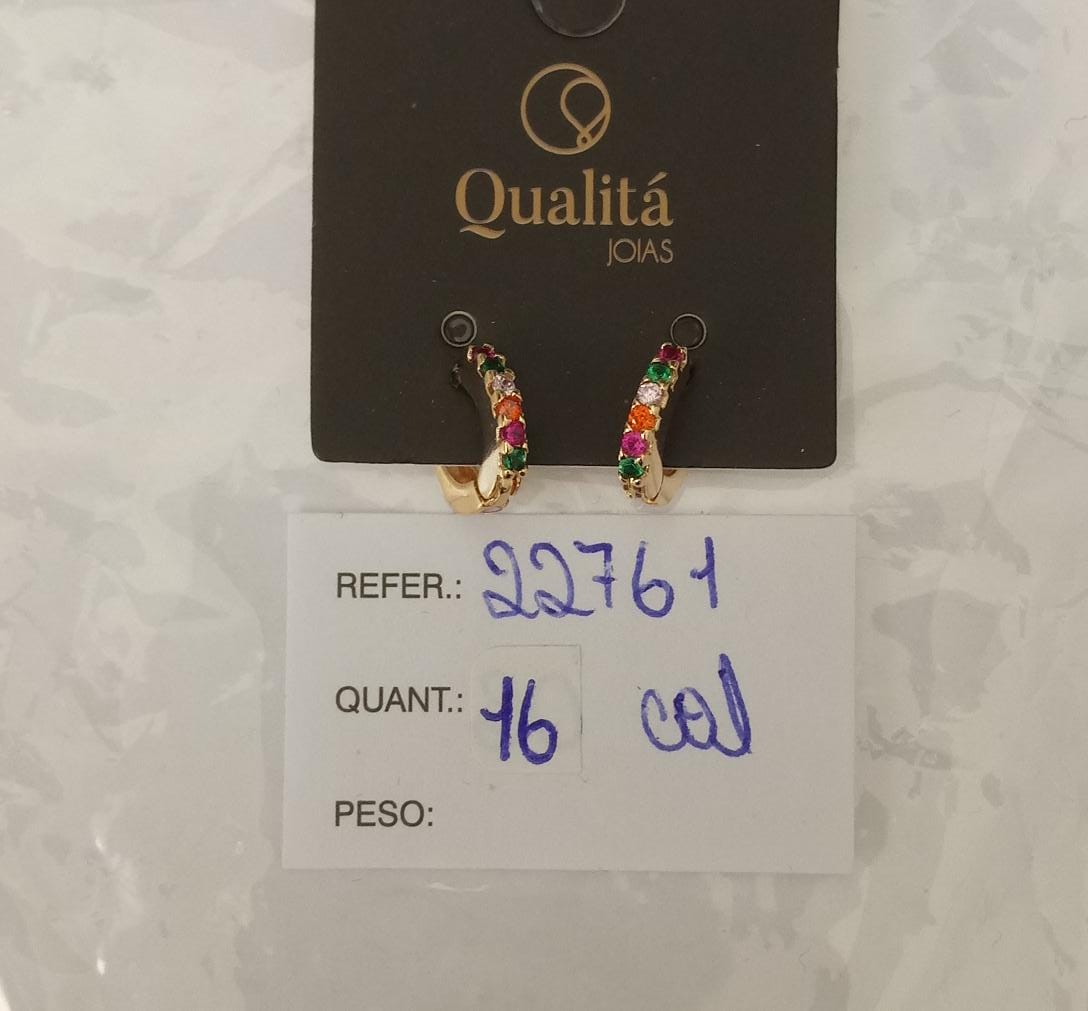 Qualitá
JOIAS
REFER.: 22761
QUANT.: 16 col
PESO: